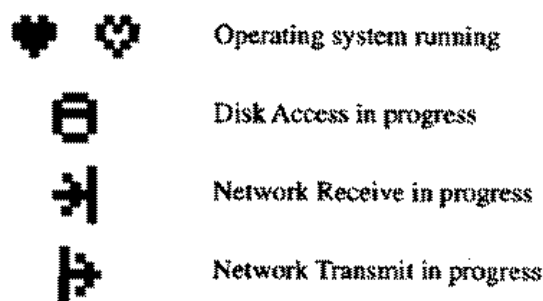 Operating system running
Disk Access in progress
Network Receive in progress
Network Transmit in progress